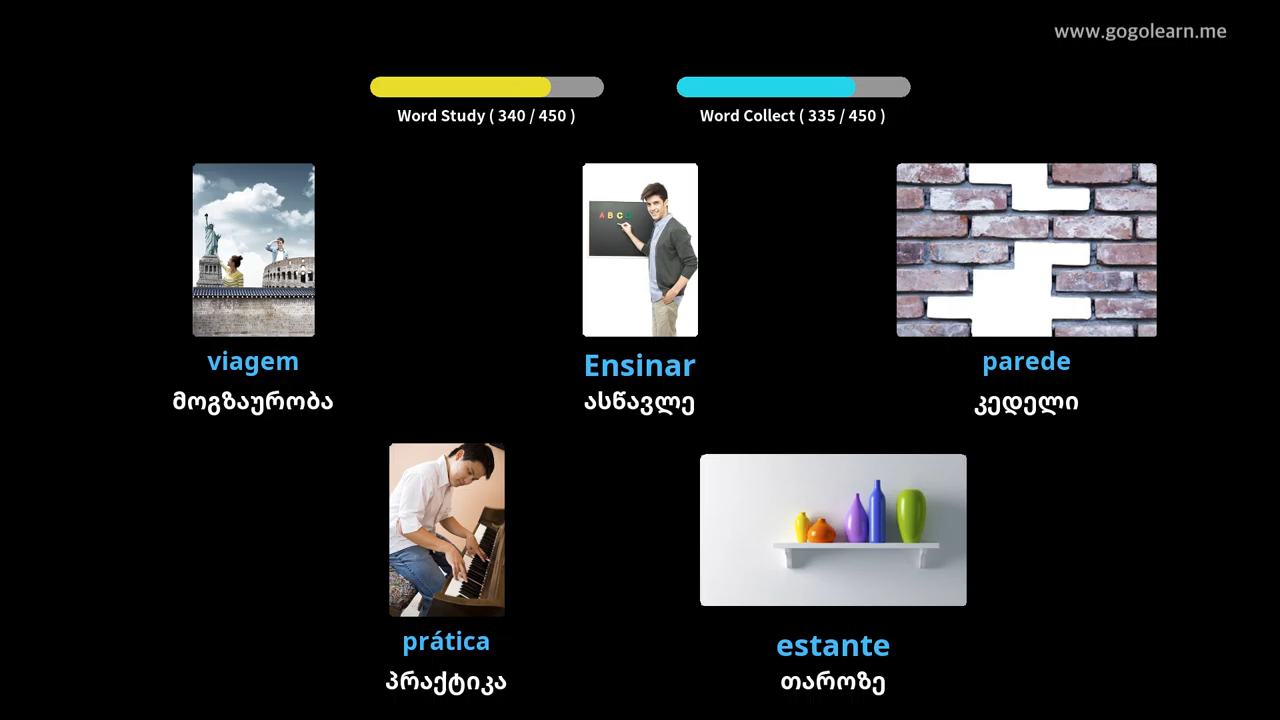 www.gogolearn.me
Word Study ( 340 / 450 )
Word Collect ( 335 / 450 )
A B C D
viagem
მოგზაურობა
Ensinar
ასწავლე
parede
კედელი
prática
პრაქტიკა
estante
თაროზე